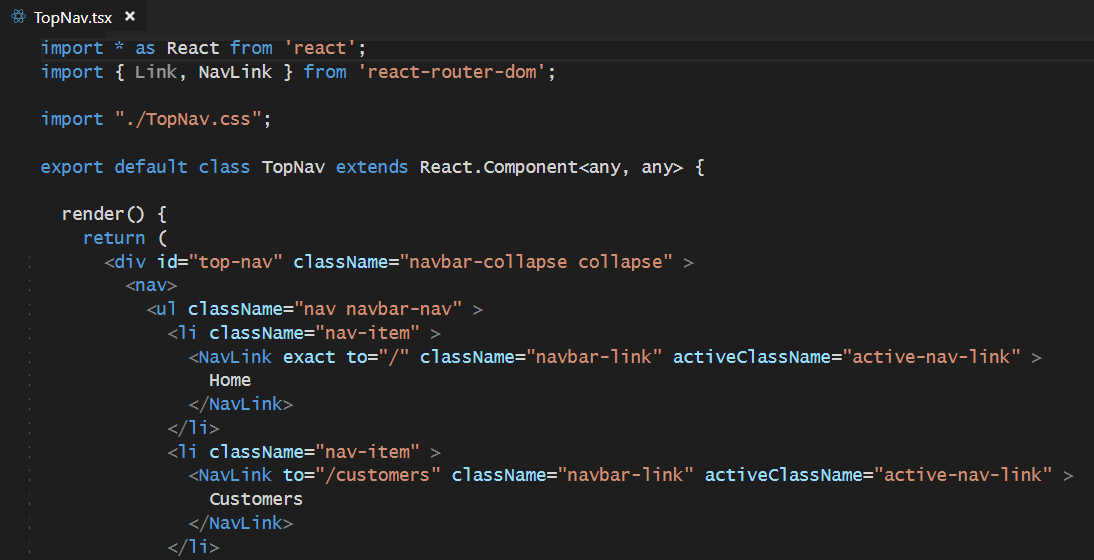 TopNav.tsx ×
import * as React from 'react';
import { Link, NavLink } from 'react-router-dom';

import "./TopNav.css";

export default class TopNav extends React.Component<any, any> {

  render() {
    return (
      <div id="top-nav" className="navbar-collapse collapse" >
        <nav>
          <ul className="nav navbar-nav" >
            <li className="nav-item" >
              <NavLink exact to="/" className="navbar-link" activeClassName="active-nav-link" >
                Home
              </NavLink>
            </li>
            <li className="nav-item" >
              <NavLink to="/customers" className="navbar-link" activeClassName="active-nav-link" >
                Customers
              </NavLink>
            </li>